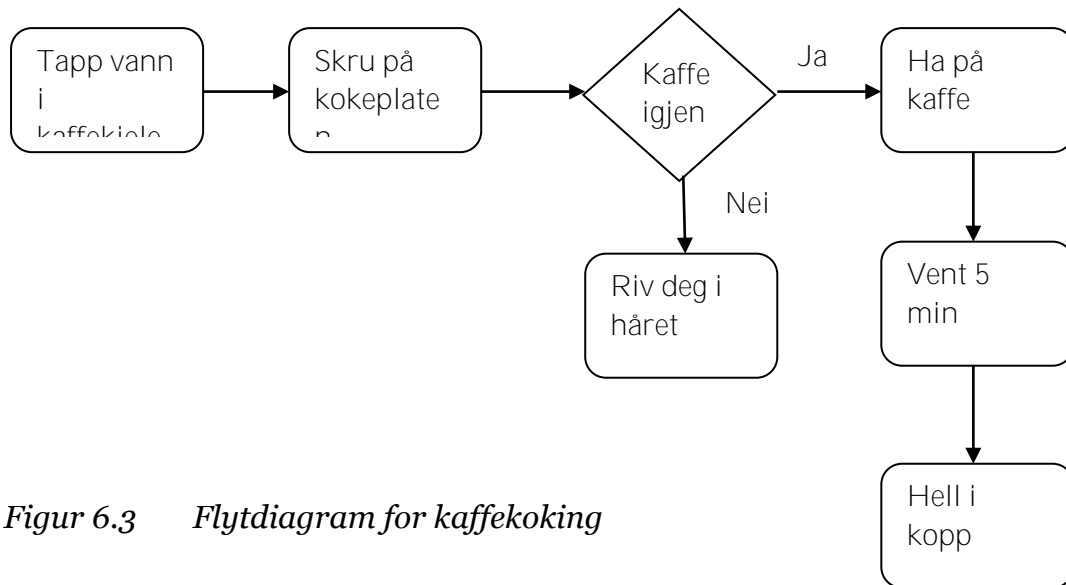 Tapp vann
i
kaffekjele
Skru på
kokeplate
n
Kaffe
igjen
Ja
Ha på
kaffe
Nei
Riv deg i
håret
Vent 5
min
Hell i
kopp
Figur 6.3 Flytdiagram for kaffekoking